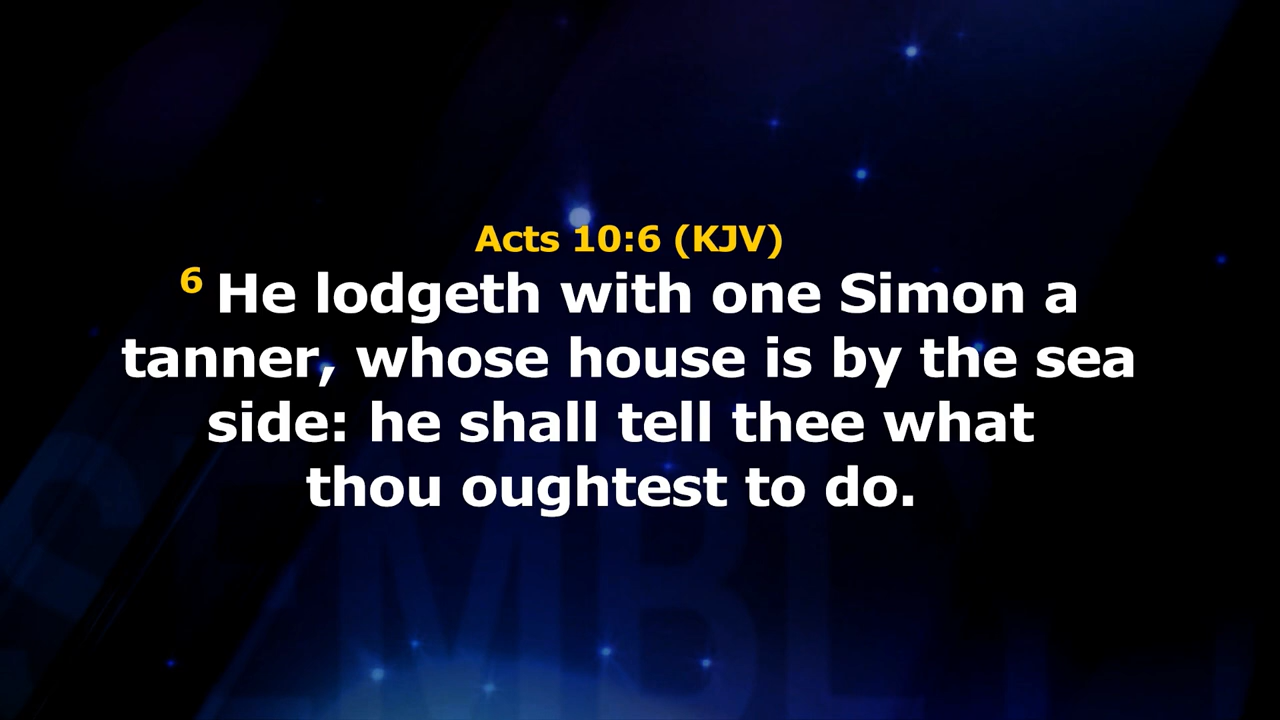 Acts 10:6 (KJV)
6 He lodgeth with one Simon a
tanner, whose house is by the sea
side: he shall tell thee what
thou oughtest to do.